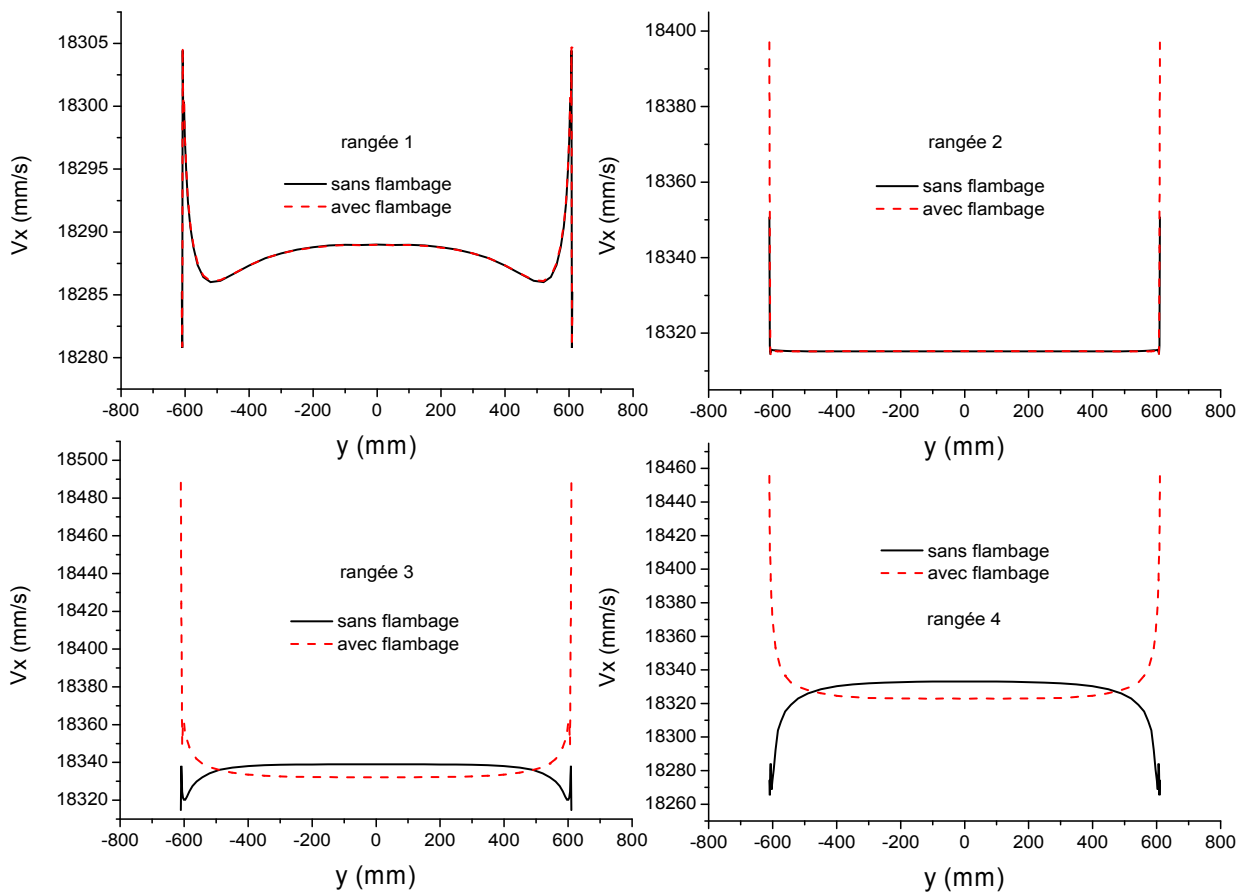 18305
18300
18295
18290
18285
18280
Vx (mm/s)
rangée 1
sans flambage
avec flambage
-800 -600 -400 -200 0 200 400 600 800
y (mm)
18400
18380
18360
18340
18320
Vx (mm/s)
rangée 2
sans flambage
avec flambage
-800 -600 -400 -200 0 200 400 600 800
y (mm)
18500
18480
18460
18440
18420
18400
18380
18360
18340
18320
Vx (mm/s)
rangée 3
sans flambage
avec flambage
-800 -600 -400 -200 0 200 400 600 800
y (mm)
18460
18440
18420
18400
18380
18360
18340
18320
18300
18280
18260
Vx (mm/s)
sans flambage
avec flambage
rangée 4
-800 -600 -400 -200 0 200 400 600 800
y (mm)